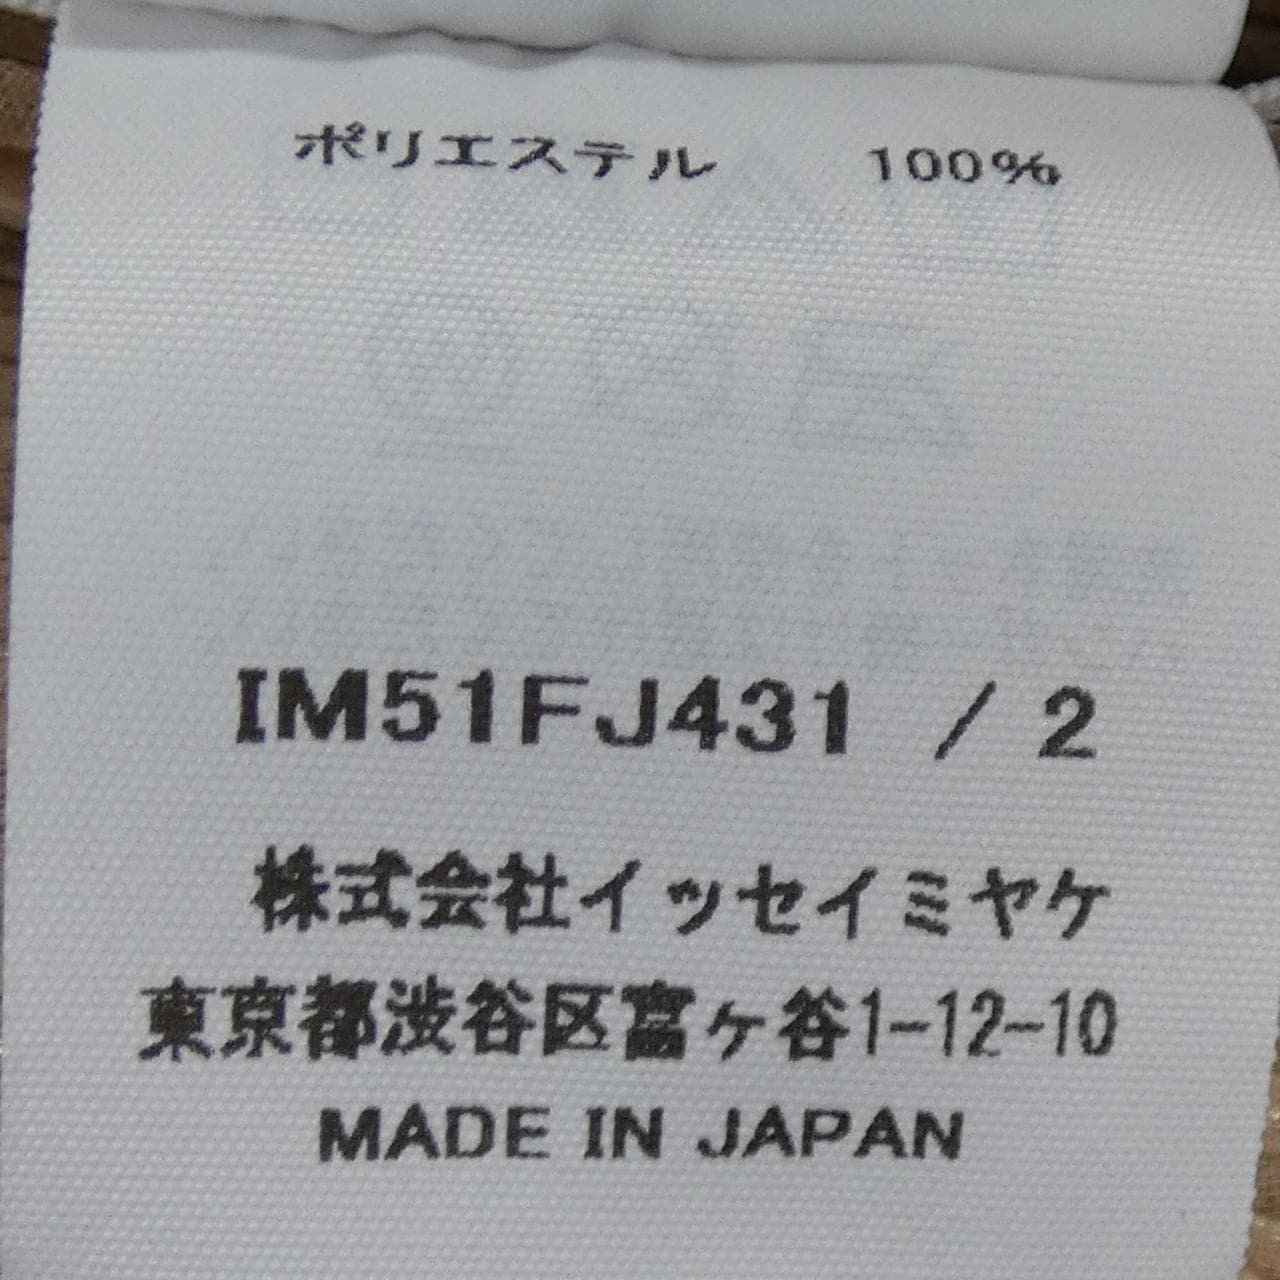 ポリエステル 100%
IM51FJ431 / 2
株式会社イッセイミヤケ
東京都渋谷区富ヶ谷1-12-10
MADE IN JAPAN